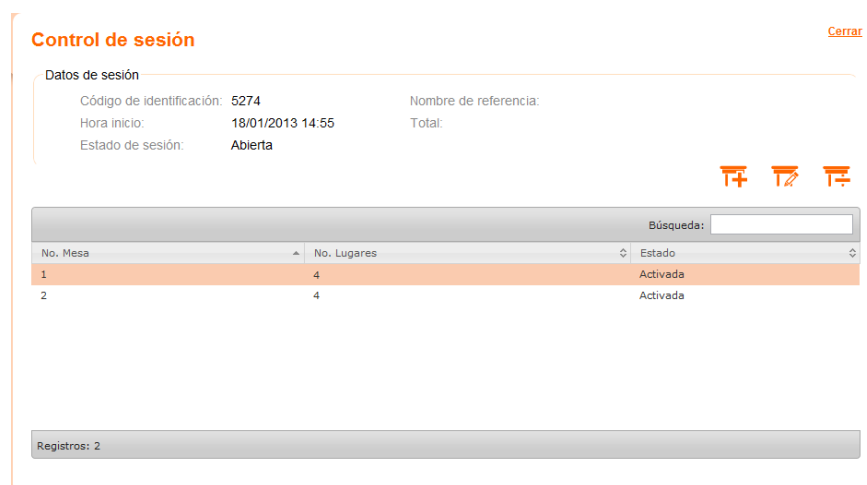 Control de sesión
Cerrar
Datos de sesión
Código de identificación: 5274 Nombre de referencia:
Hora inicio: 18/01/2013 14:55 Total:
Estado de sesión: Abierta
Búsqueda:
No. Mesa No. Lugares Estado
1 4 Activada
2 4 Activada
Registros: 2